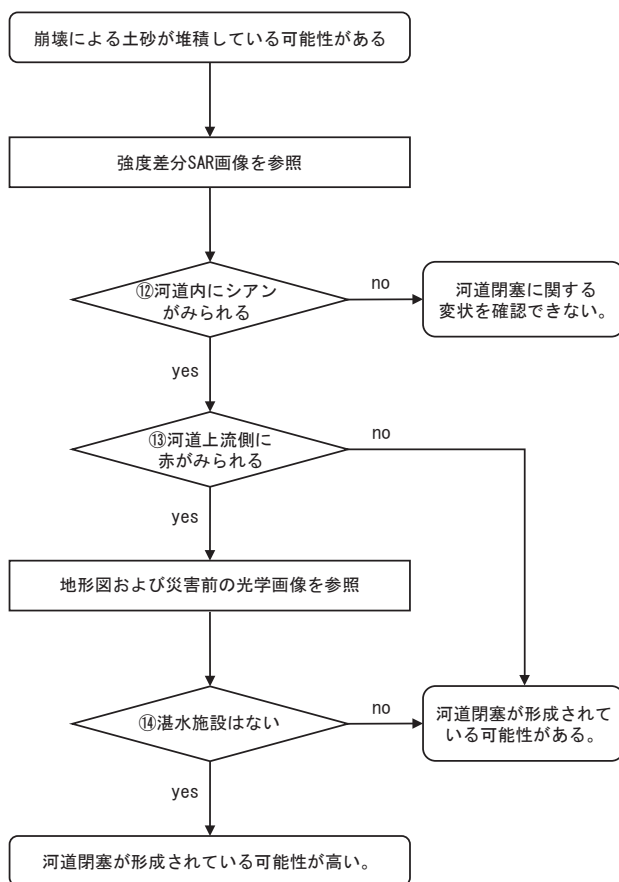 崩壊による土砂が堆積している可能性がある
強度差分SAR画像を参照
⑫河道内にシアン
がみられる
no
河道閉塞に関する
変状を確認できない。
yes
⑬河道上流側に
赤がみられる
no
yes
地形図および災害前の光学画像を参照
⑭湛水施設はない
no
河道閉塞が形成されて
いる可能性がある。
yes
河道閉塞が形成されている可能性が高い。